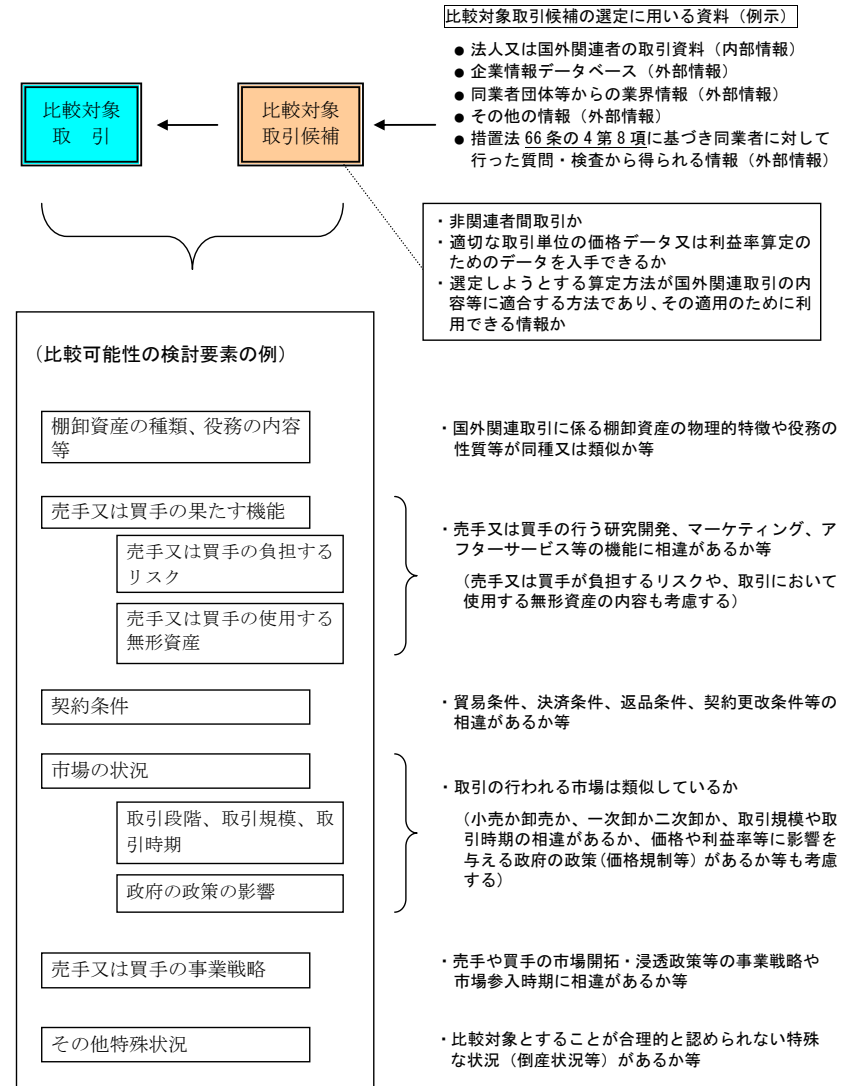 比較対象取引候補の選定に用いる資料（例示）
● 法人又は国外関連者の取引資料（内部情報）
● 企業情報データベース（外部情報）
● 同業者団体等からの業界情報（外部情報）
● その他の情報（外部情報）
● 措置法 66 条の 4 第 8 項に基づき同業者に対して
行った質問・検査から得られる情報（外部情報）
比較対象
取　引
比較対象
取引候補
・非関連者間取引か
・適切な取引単位の価格データ又は利益率算定の
ためのデータを入手できるか
・選定しようとする算定方法が国外関連取引の内
容等に適合する方法であり、その適用のために利
用できる情報か
（比較可能性の検討要素の例）
棚卸資産の種類、役務の内容
等
・国外関連取引に係る棚卸資産の物理的特徴や役務の
性質等が同種又は類似か等
売手又は買手の果たす機能
売手又は買手の負担する
リスク
売手又は買手の使用する
無形資産
・売手又は買手の行う研究開発、マーケティング、ア
フターサービス等の機能に相違があるか等
（売手又は買手が負担するリスクや、取引において
使用する無形資産の内容も考慮する）
契約条件
・貿易条件、決済条件、返品条件、契約更改条件等の
相違があるか等
市場の状況
取引段階、取引規模、取
引時期
政府の政策の影響
・取引の行われる市場は類似しているか
（小売か卸売か、一次卸か二次卸か、取引規模や取
引時期の相違があるか、価格や利益率等に影響を
与える政府の政策(価格規制等）があるか等も考慮
する）
売手又は買手の事業戦略
・売手や買手の市場開拓・浸透政策等の事業戦略や
市場参入時期に相違があるか等
その他特殊状況
・比較対象とすることが合理的と認められない特殊
な状況（倒産状況等）があるか等